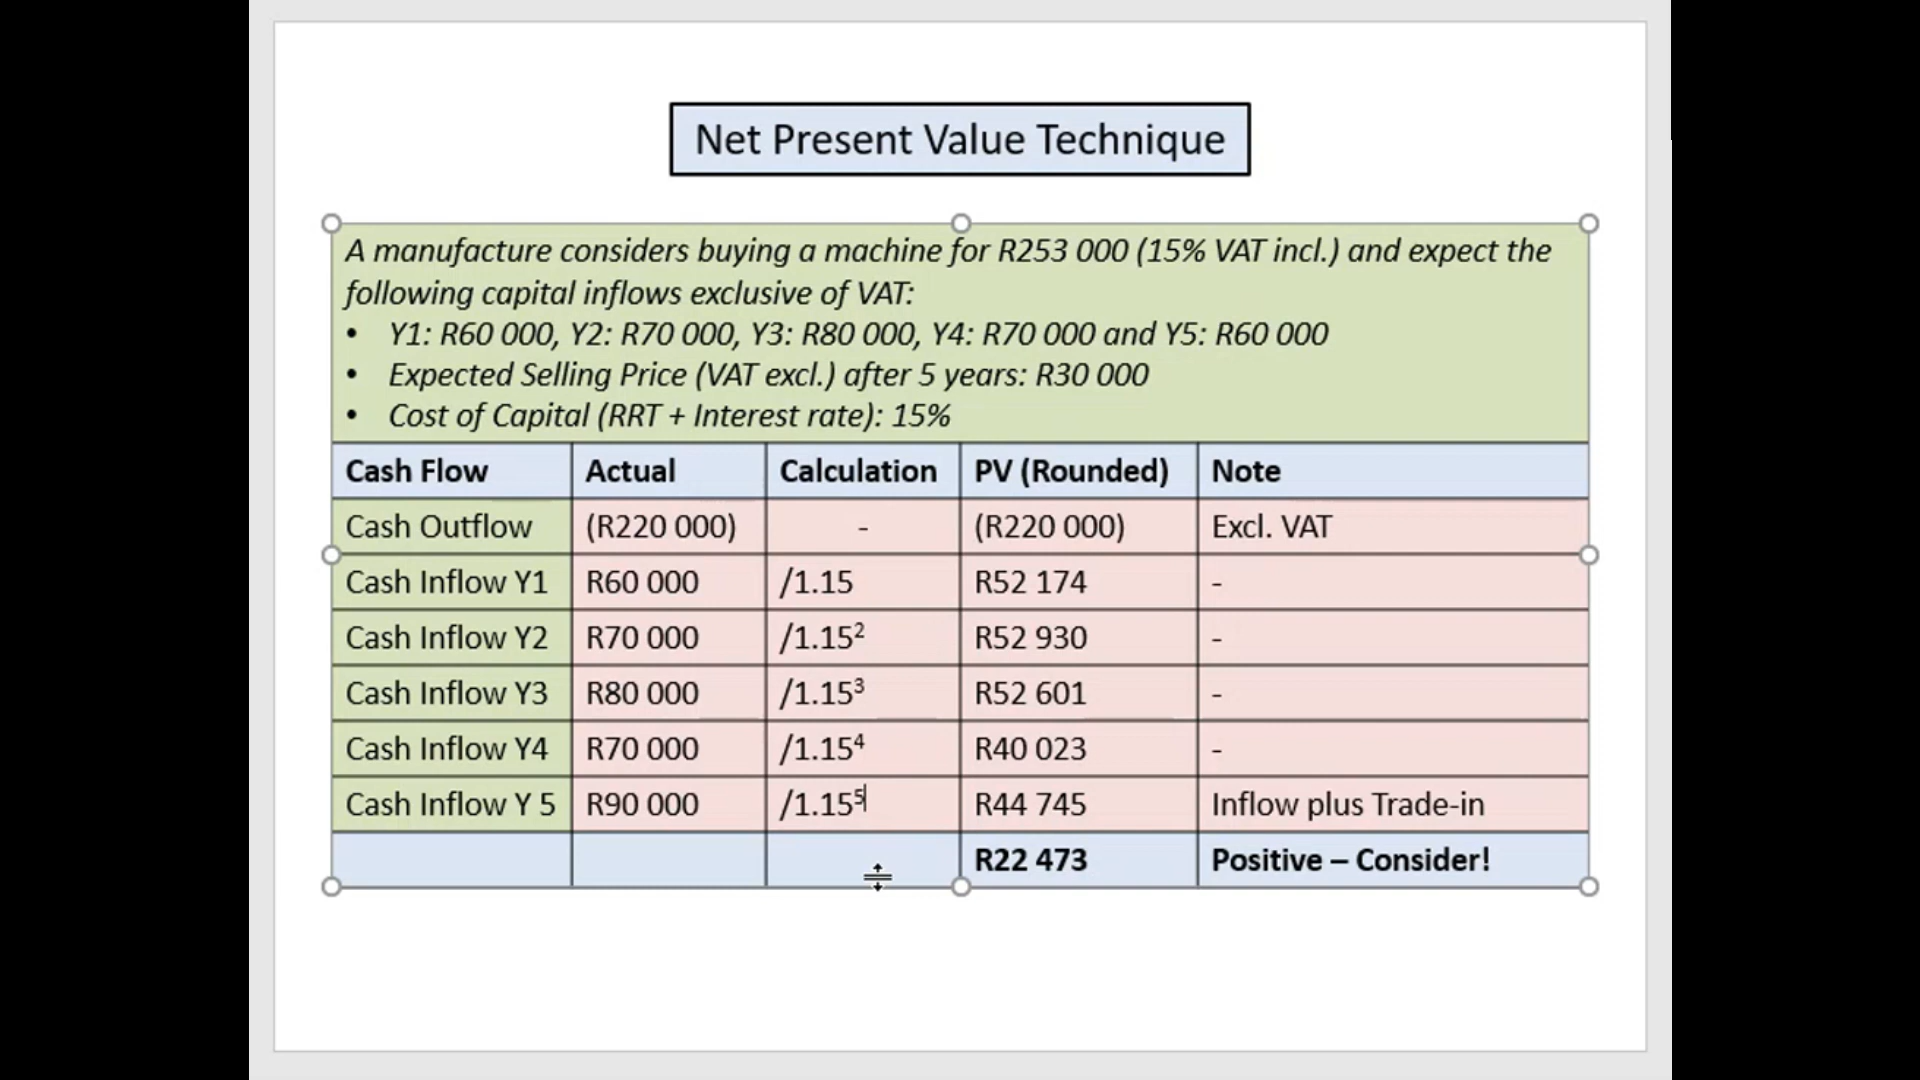 Net Present Value Technique
A manufacture considers buying a machine for R253 000 (15% VAT incl.) and expect the
following capital inflows exclusive of VAT:
• Y1: R60 000, Y2: R70 000, Y3: R80 000, Y4: R70 000 and Y5: R60 000
• Expected Selling Price (VAT excl.) after 5 years: R30 000
• Cost of Capital (RRT + Interest rate): 15%
Cash Flow Actual Calculation PV (Rounded) Note
Cash Outflow (R220 000) - (R220 000) Excl. VAT
Cash Inflow Y1 R60 000 /1.15 R52 174 -
Cash Inflow Y2 R70 000 /1.15² R52 930 -
Cash Inflow Y3 R80 000 /1.15³ R52 601 -
Cash Inflow Y4 R70 000 /1.15⁴ R40 023 -
Cash Inflow Y 5 R90 000 /1.15⁵ R44 745 Inflow plus Trade-in
R22 473 Positive – Consider!